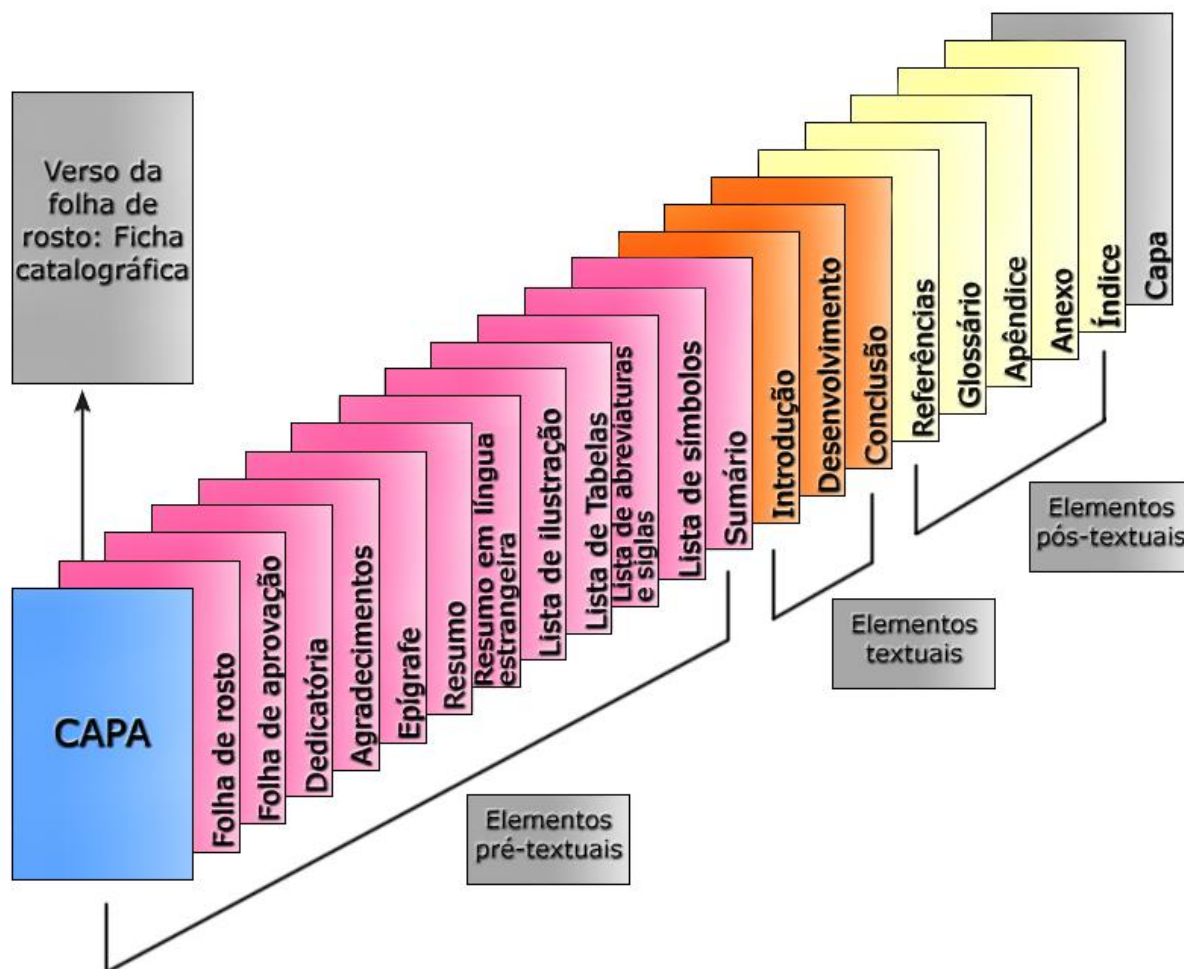 Verso da
folha de
rosto: Ficha
catalográfica
CAPA
Folha de rosto
Folha de aprovação
Dedicatória
Agradecimentos
Epígrafe
Resumo
Resumo em língua
estrangeira
Lista de ilustração
Lista de Tabelas
Lista de abreviaturas
e siglas
Lista de símbolos
Sumário
Introdução
Desenvolvimento
Conclusão
Referências
Glossário
Apêndice
Anexo
Índice
Capa
Elementos
pré-textuais
Elementos
textuais
Elementos
pós-textuais